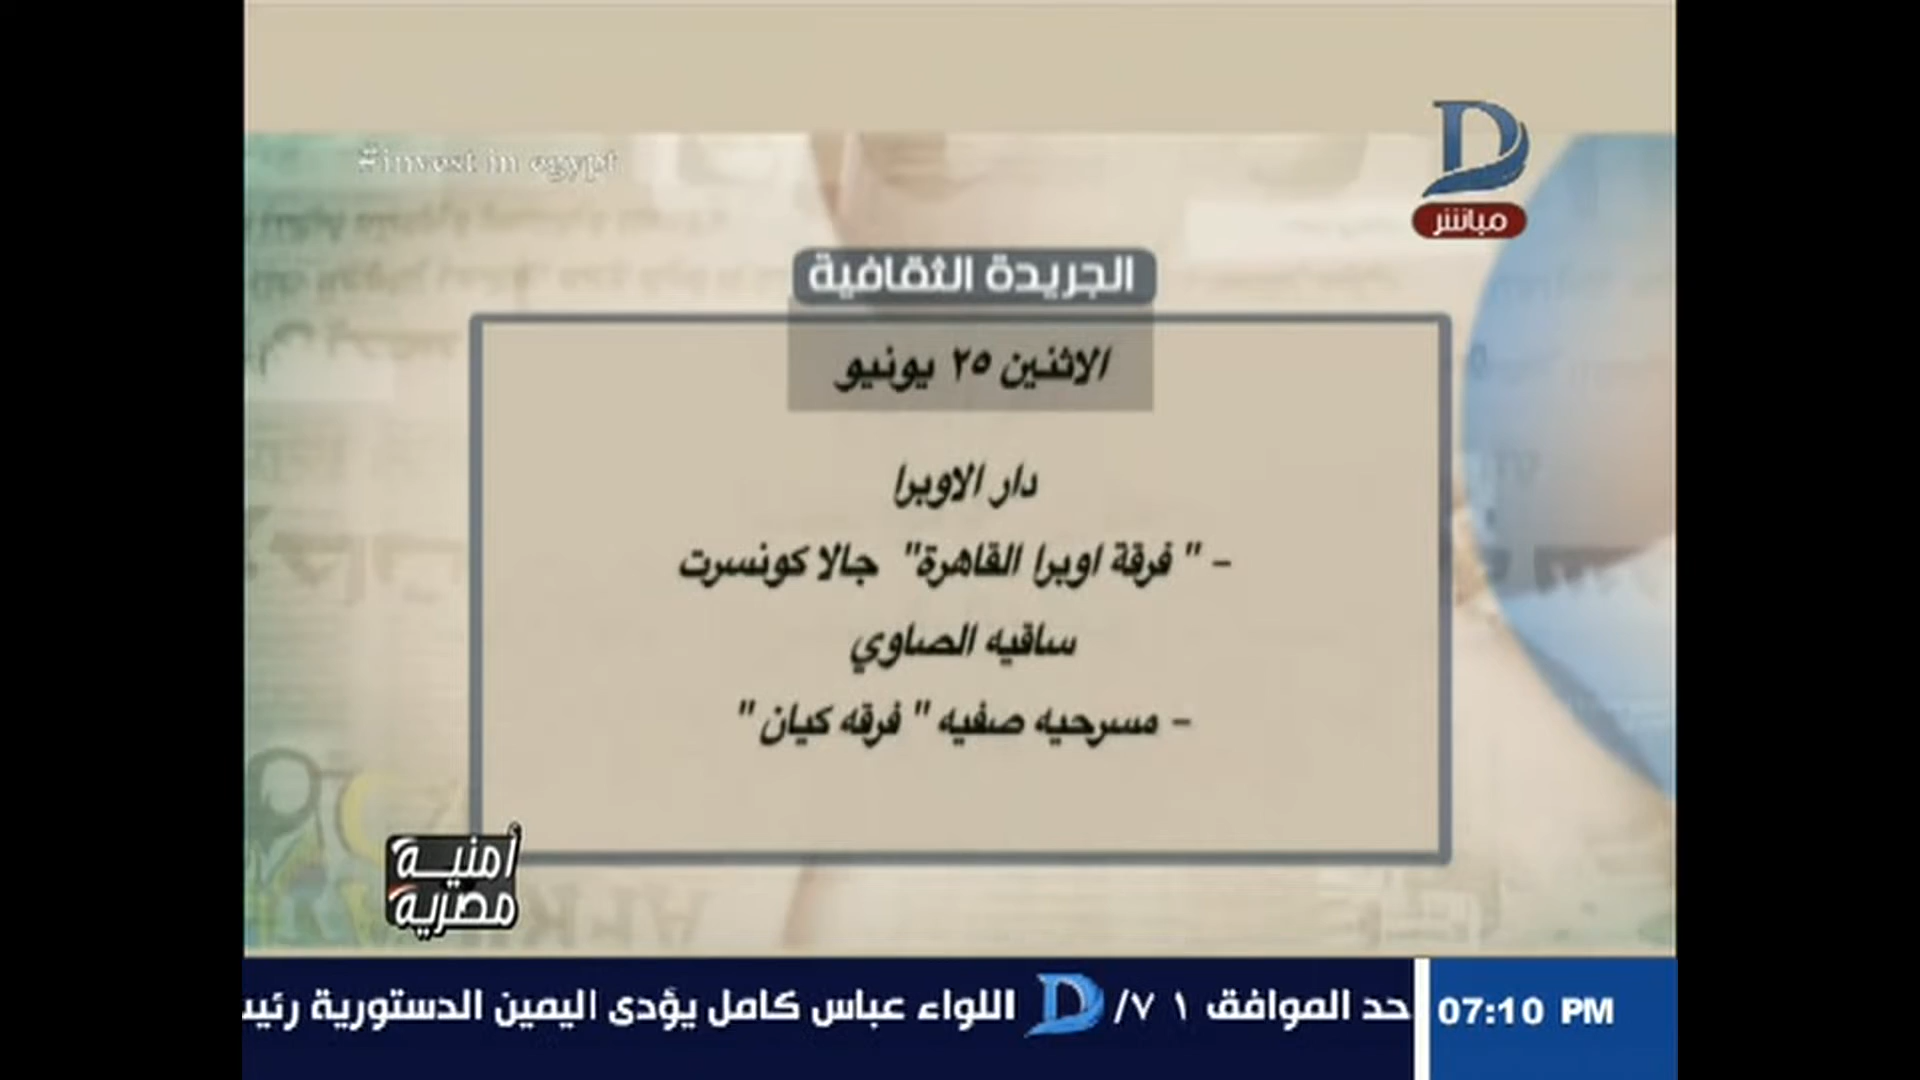 #invest in egypt
D
مباشر
الجريدة الثقافية
الاثنين ٢٥ يونيو
دار الاوبرا
- " فرقة اوبرا القاهرة" جالا كونسرت
ساقيه الصاوي
- مسرحيه صفيه " فرقه كيان "
أمنية
مصرية
حد الموافق ١ /٧ D اللواء عباس كامل يؤدى اليمين الدستورية رئيس
07:10 PM